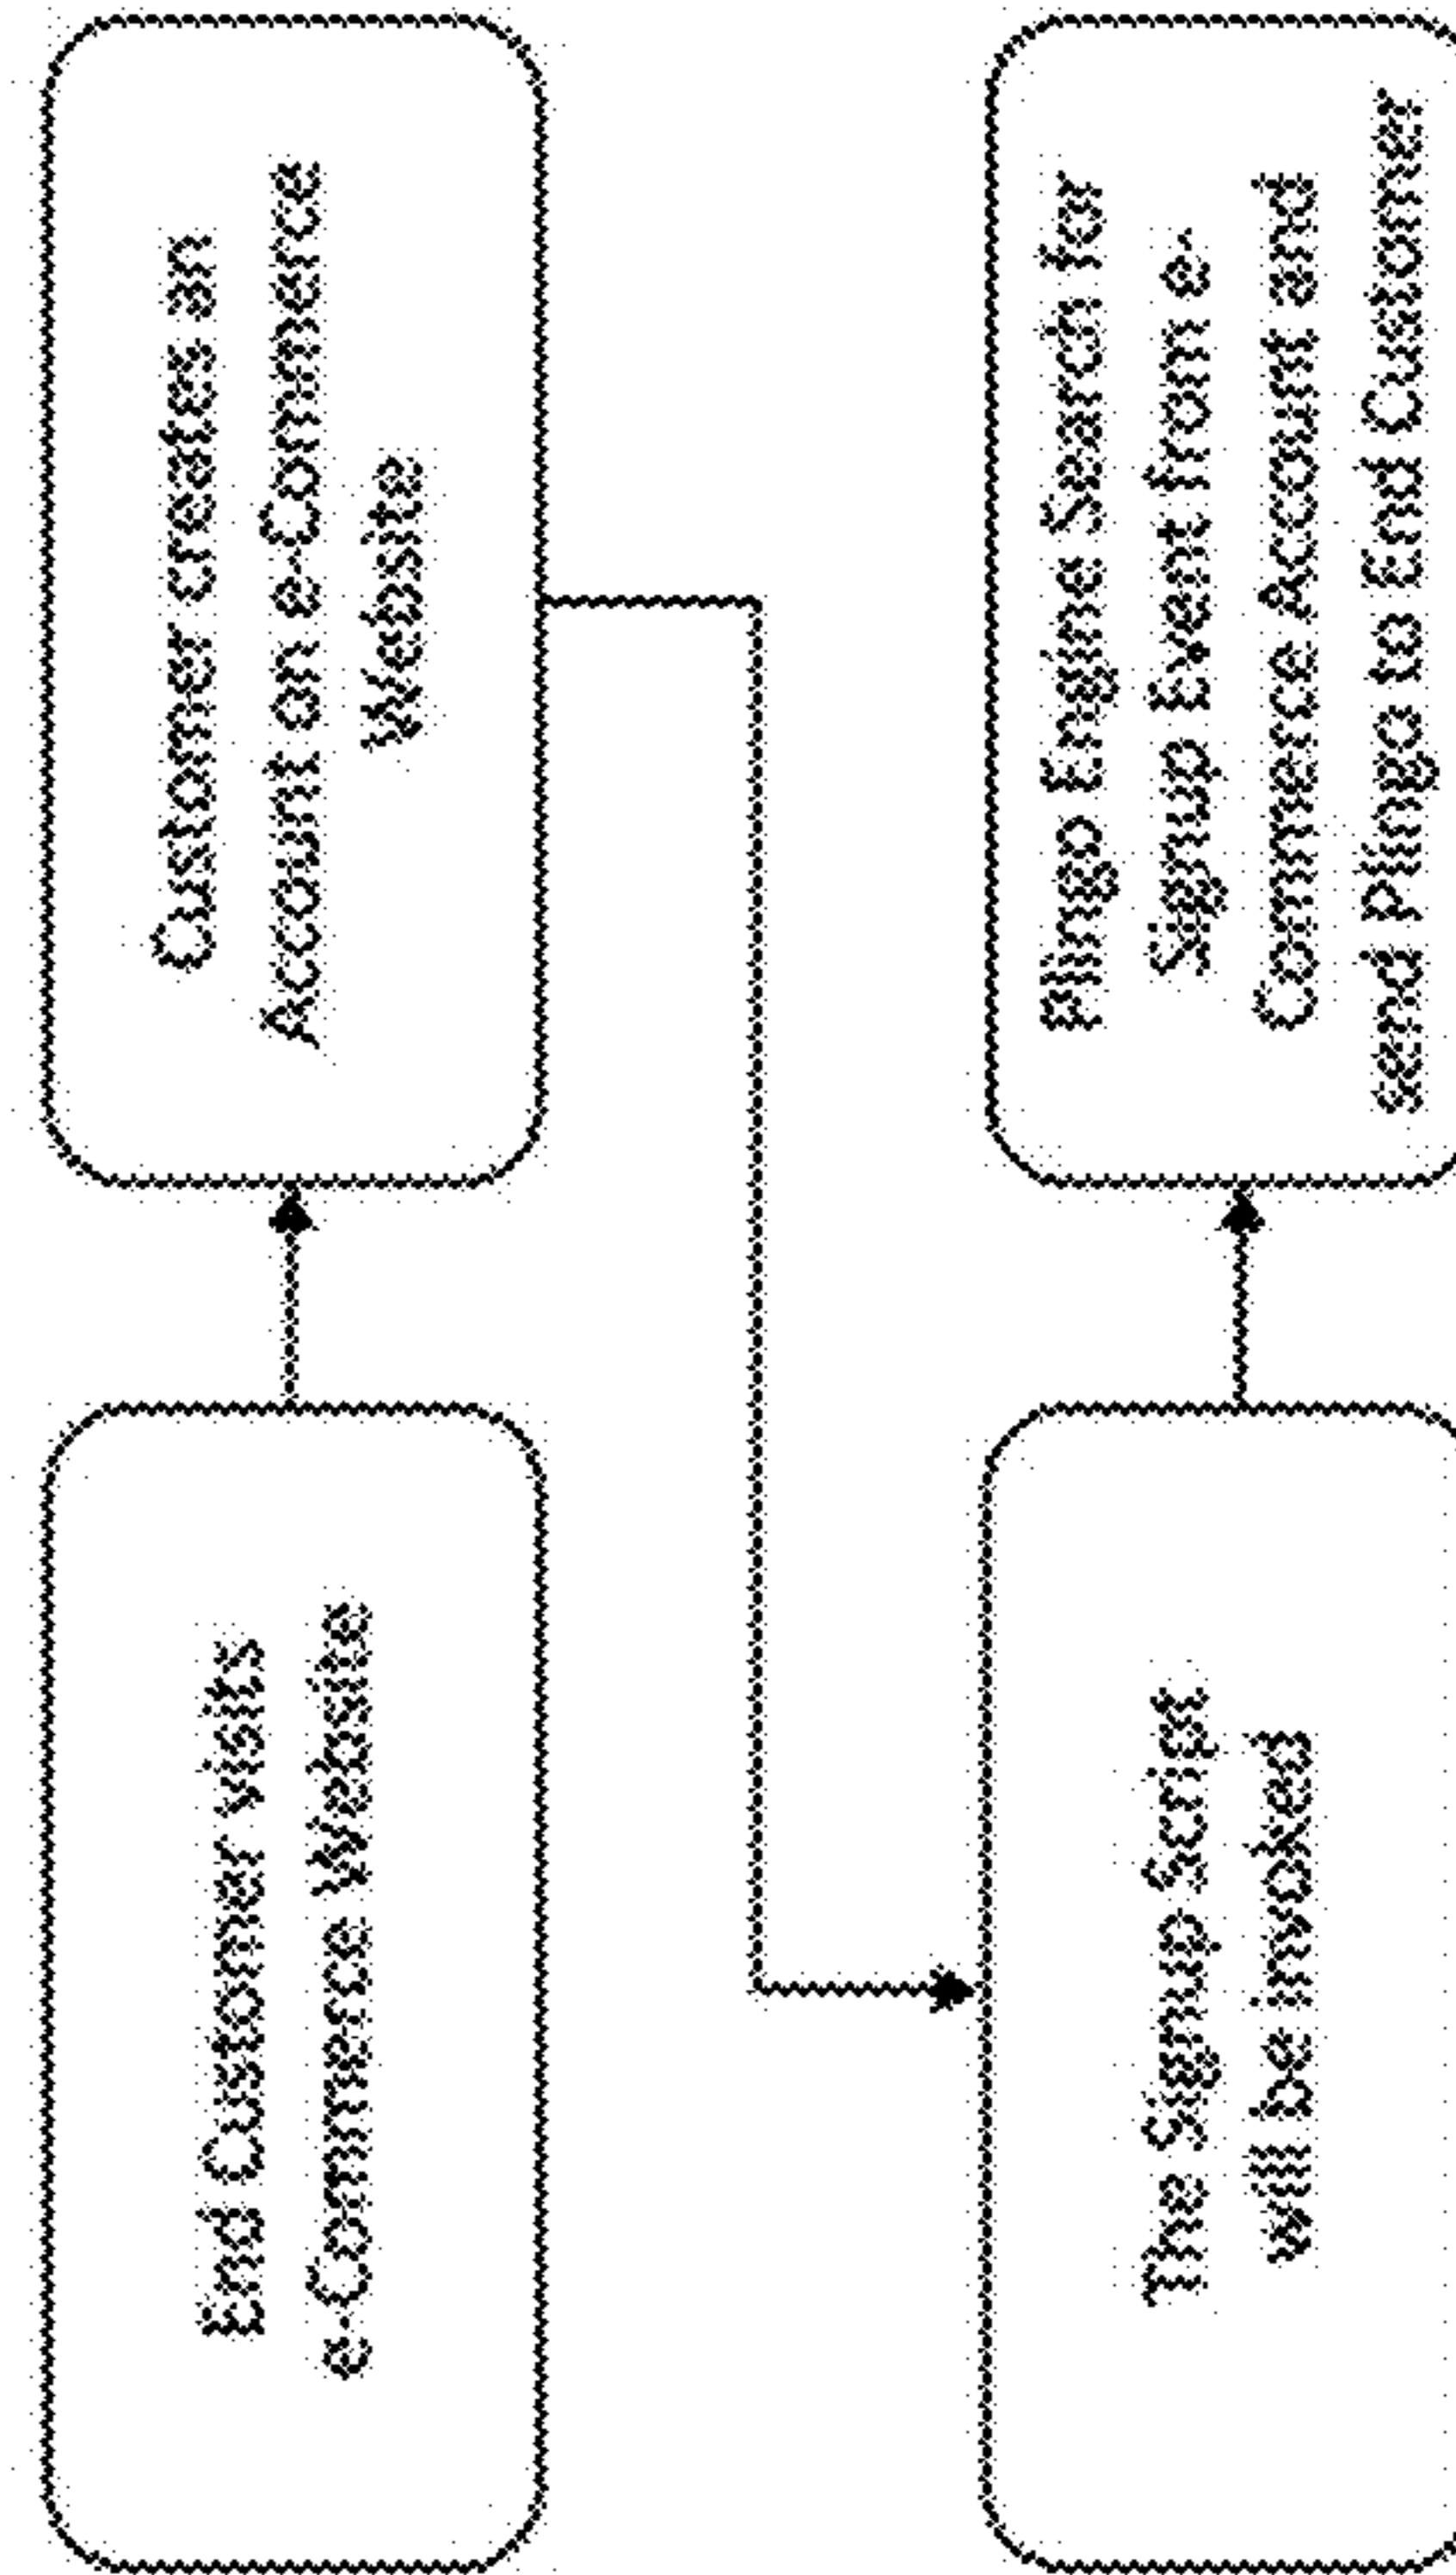 End Customer visits
e-Commerce Website
Customer creates an
Account on e-Commerce
Website
The Signup Script
will be invoked
Plingo Engine Search for
Signup Event from e-
Commerce Account and
send Plingo to End Customer